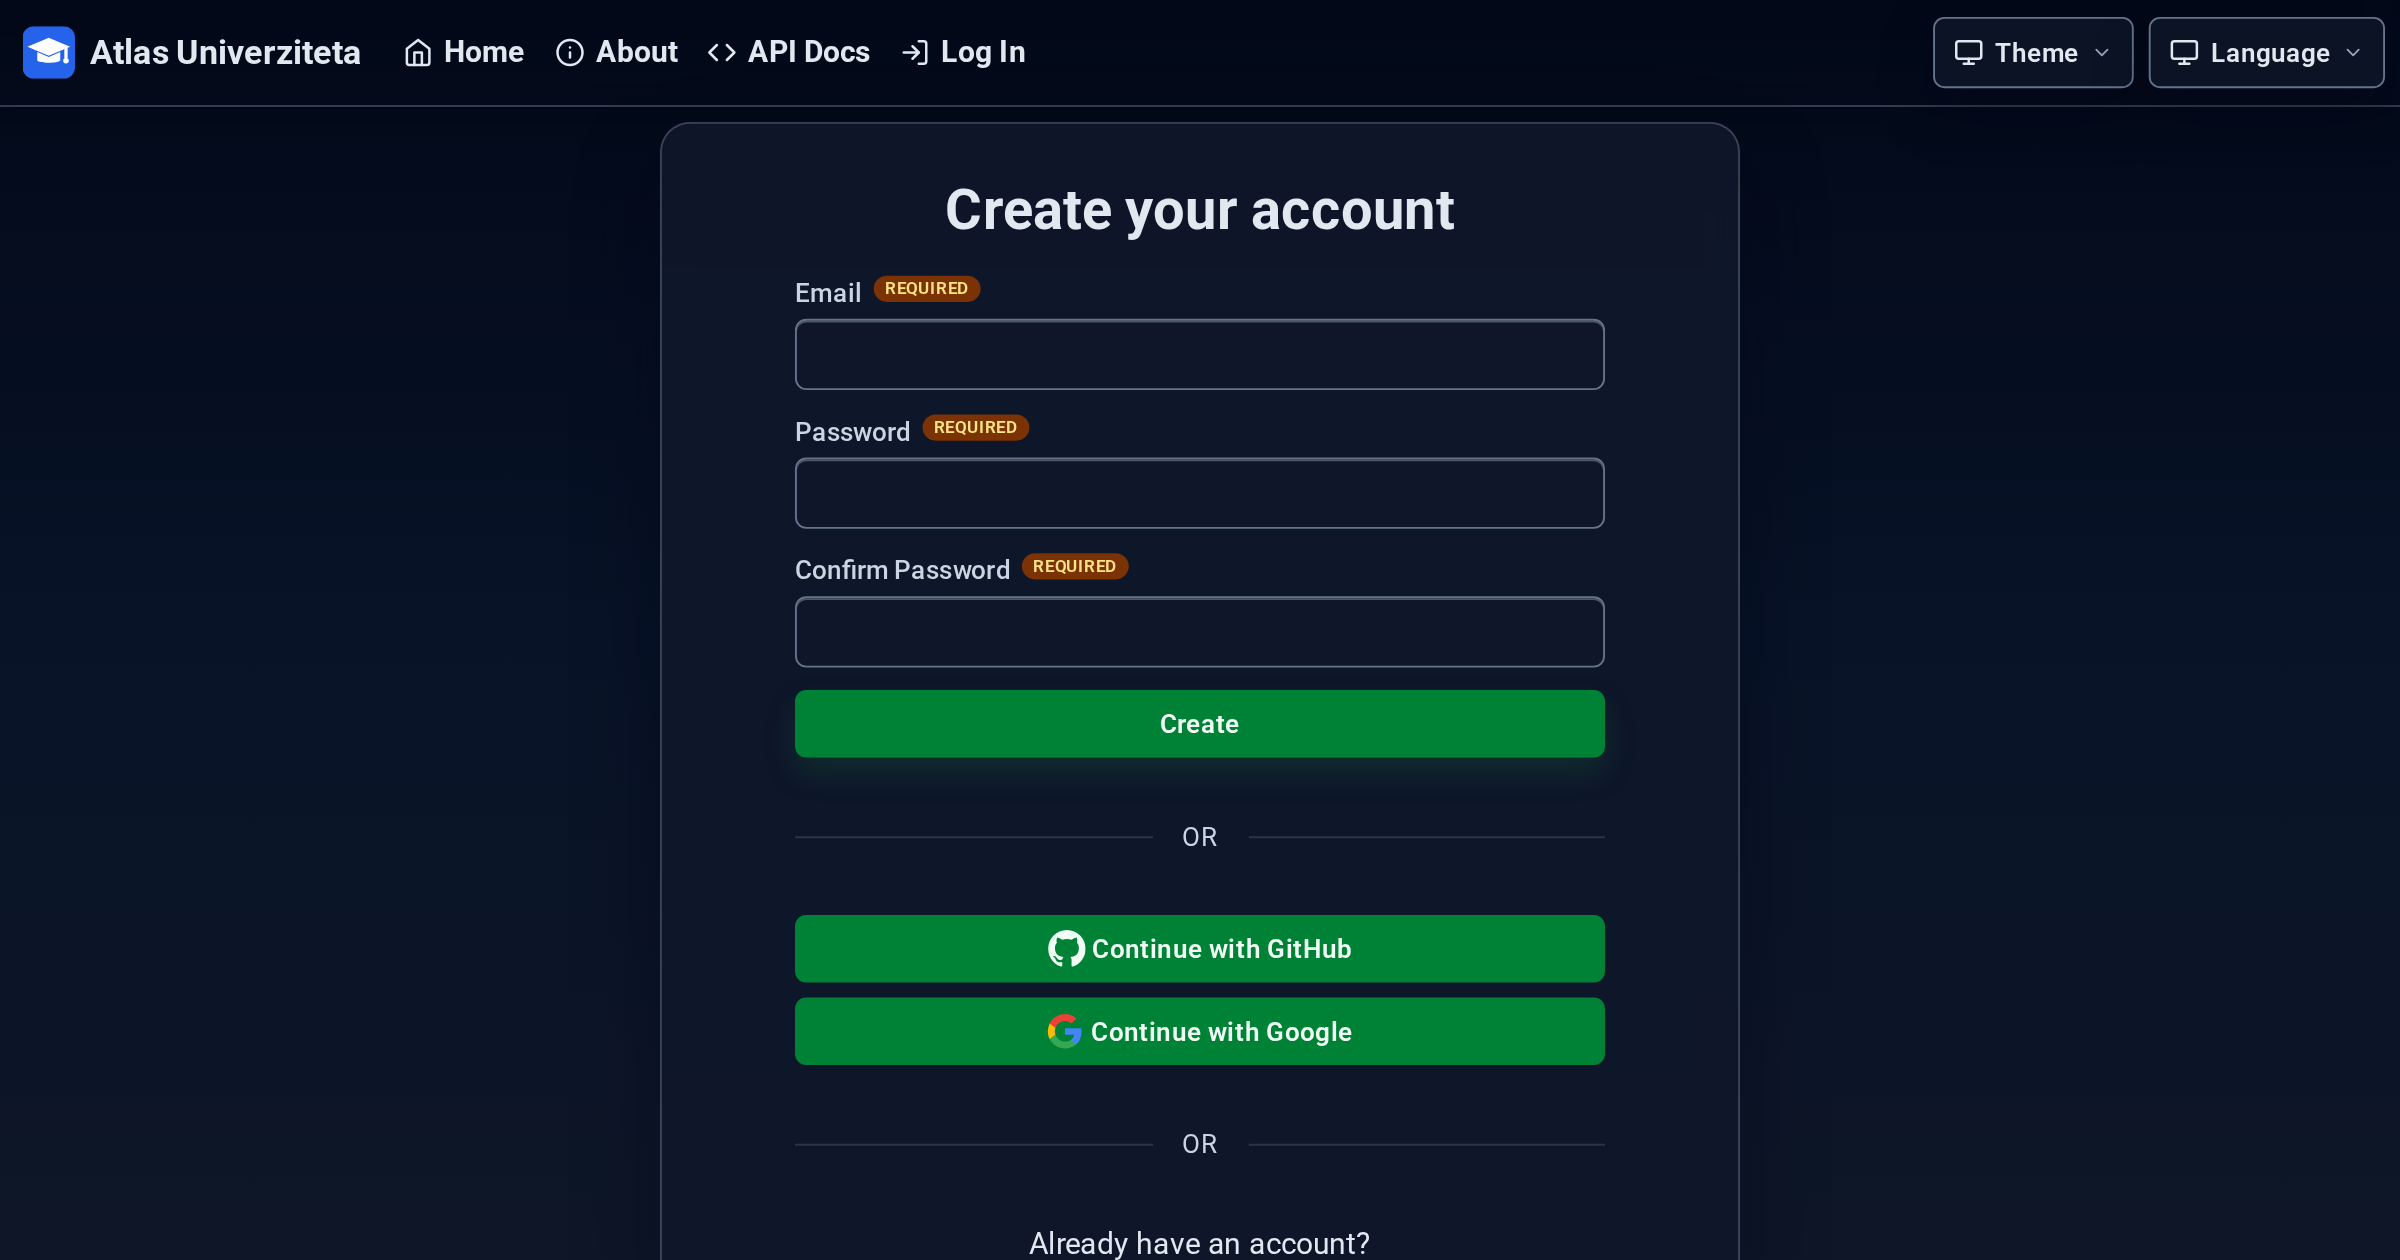 Atlas Univerziteta Home About API Docs Log In Theme Language
Create your account
Email REQUIRED
Password REQUIRED
Confirm Password REQUIRED
Create
OR
Continue with GitHub
Continue with Google
OR
Already have an account?